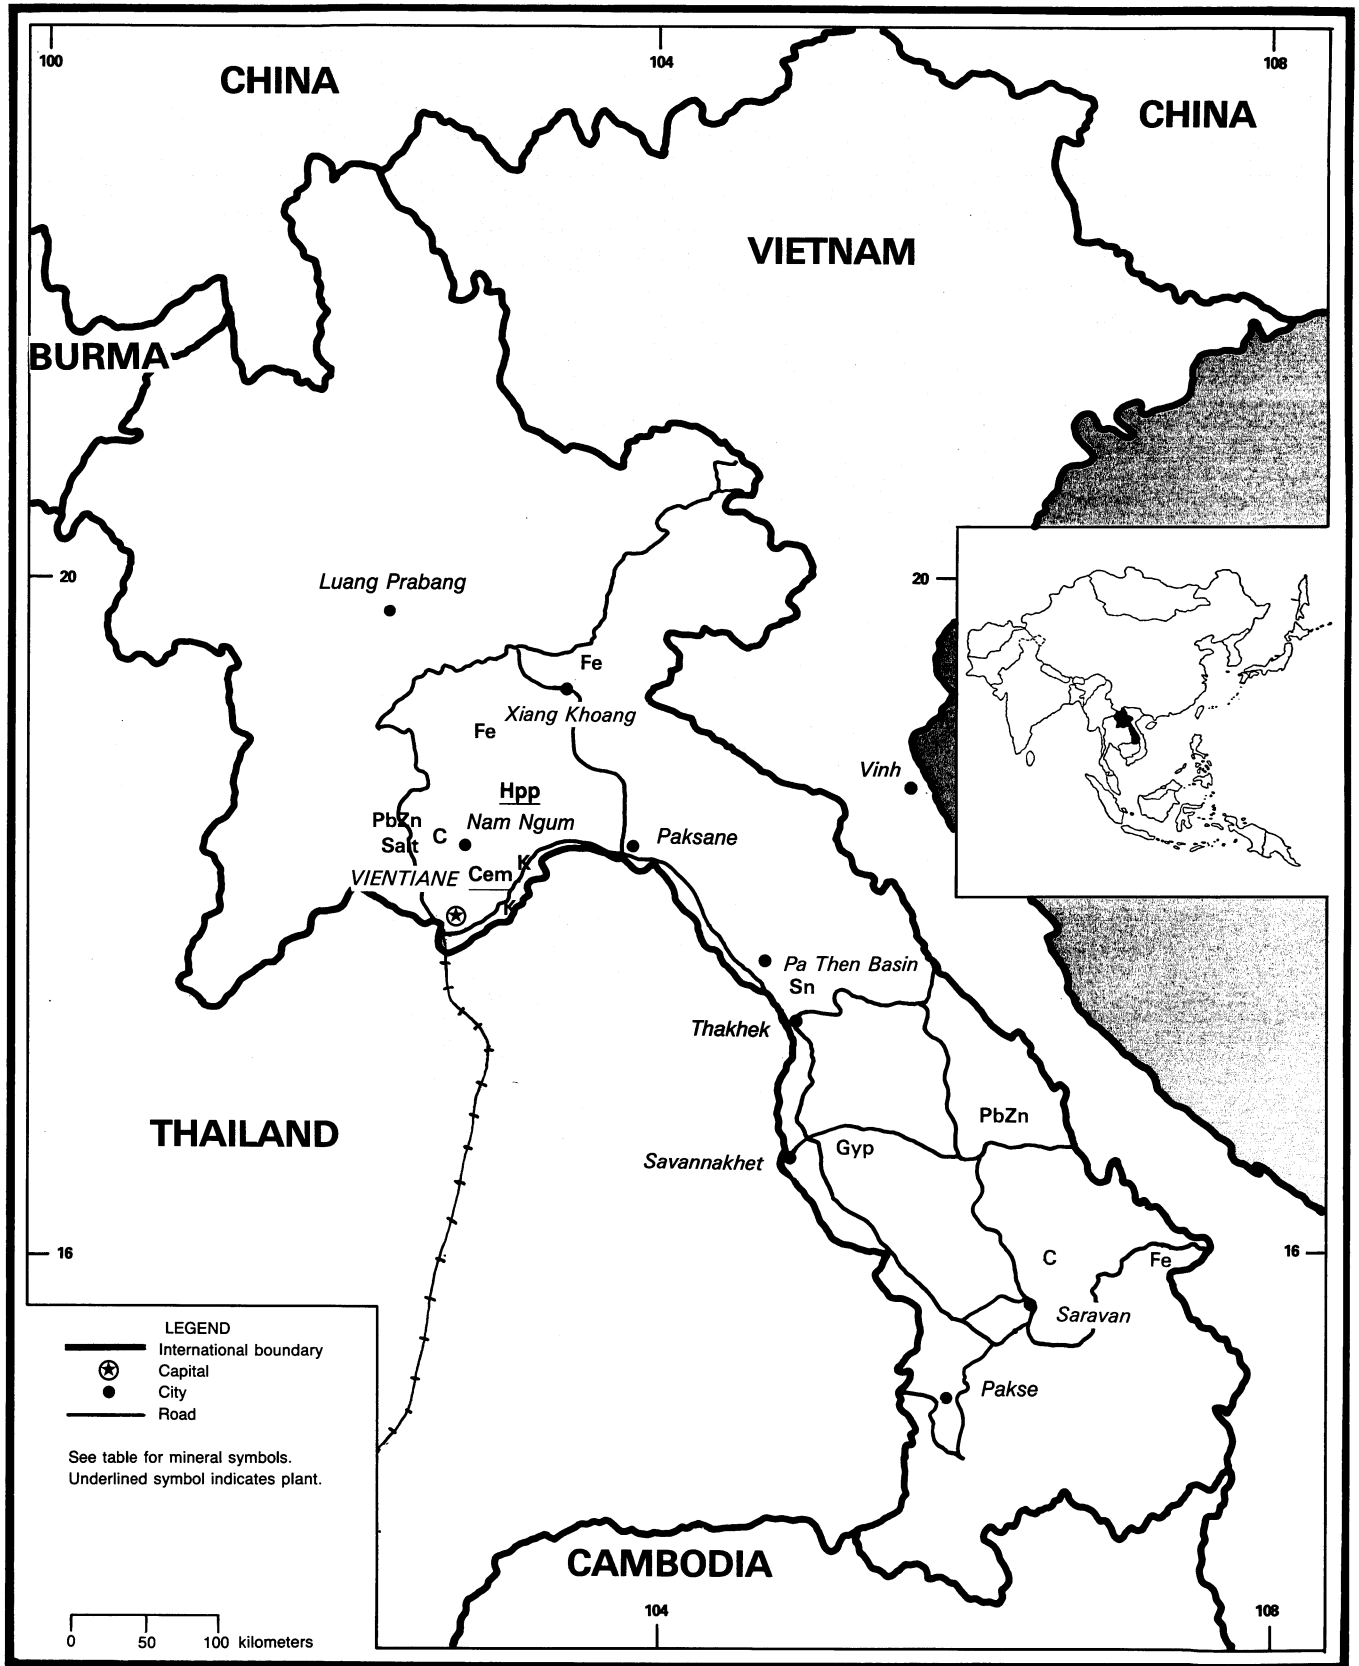 100
104
108
CHINA
CHINA
VIETNAM
BURMA
20
Luang Prabang
20
Fe
Xiang Khoang
Fe
Vinh
Hpp
PbZn
C
Nam Ngum
Salt
Paksane
K
VIENTIANE
Cem
K
Pa Then Basin
Sn
Thakhek
THAILAND
PbZn
Gyp
Savannakhet
16
C
Fe
16
Saravan
LEGEND
International boundary
Capital
City
Road
Pakse
See table for mineral symbols.
Underlined symbol indicates plant.
CAMBODIA
104
108
0 50 100 kilometers